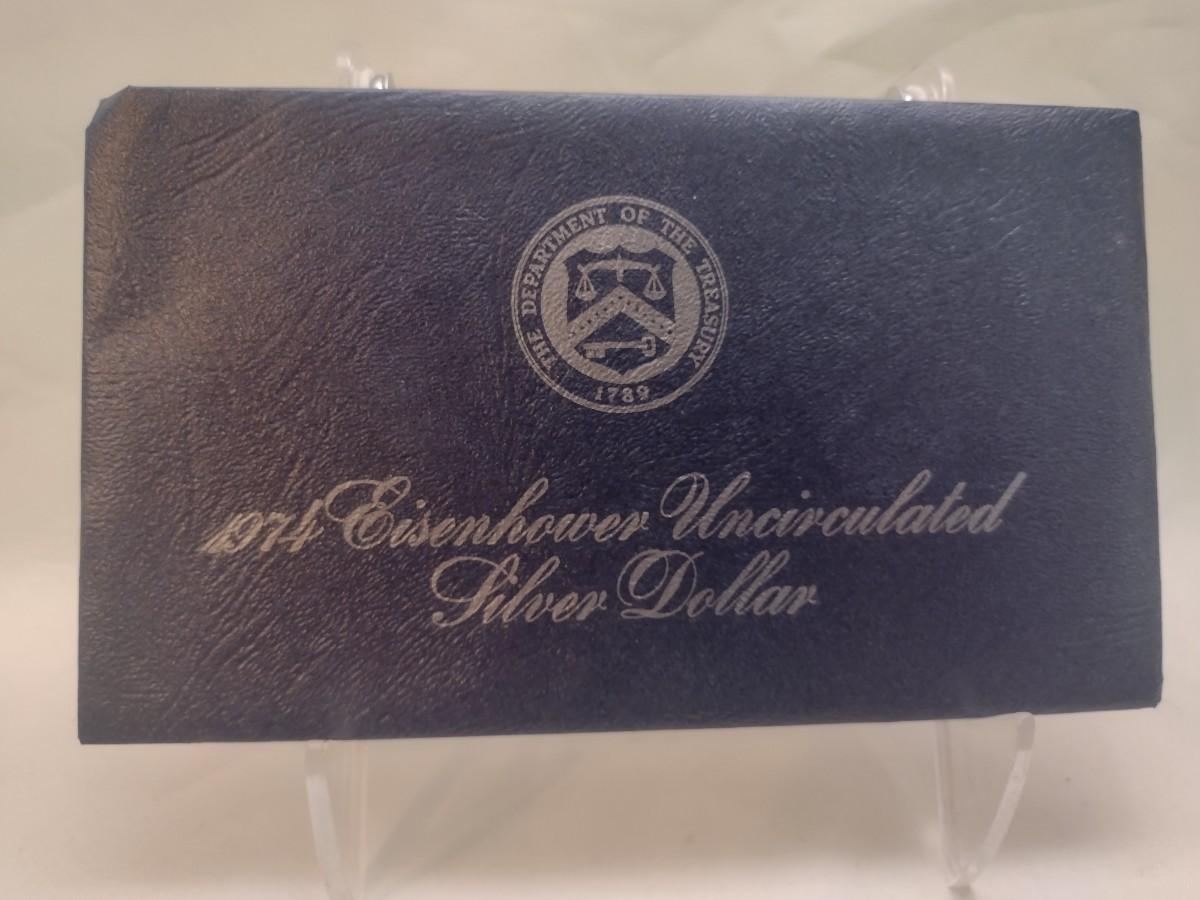 THE DEPARTMENT OF THE TREASURY
1789
1974 Eisenhower Uncirculated
Silver Dollar